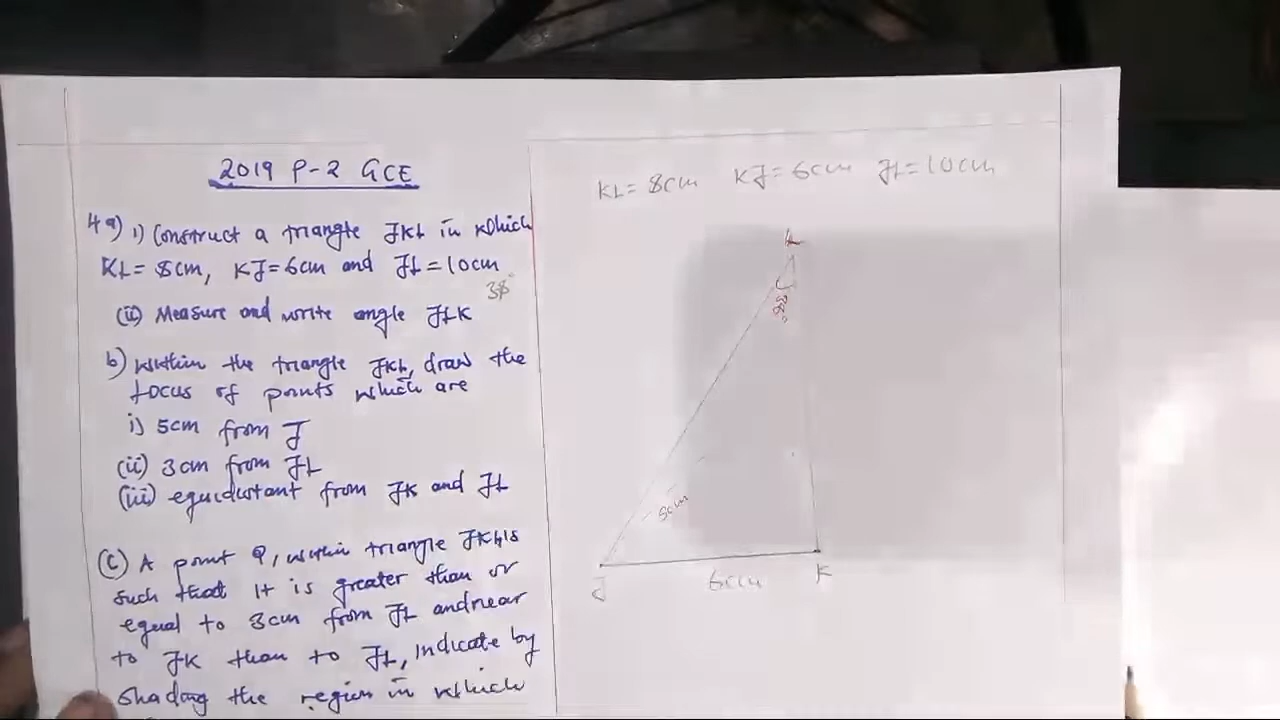 2019 P-2 GCE
4a) i) Construct a triangle JKL in which
KL = 8cm, KJ = 6cm and JL = 10cm
38°
(ii) Measure and write angle JLK
b) Within the triangle JKL, draw the
locus of points which are
i) 5cm from J
(ii) 3cm from JL
(iii) equidistant from JK and JL
(C) A point Q, within triangle JKL is
such that it is greater than or
equal to 3cm from JL and near
to JK than to JL, indicate by
shading the region in which
KL = 8cm KJ = 6cm JL = 10cm
L
38°
5cm
J 6cm K